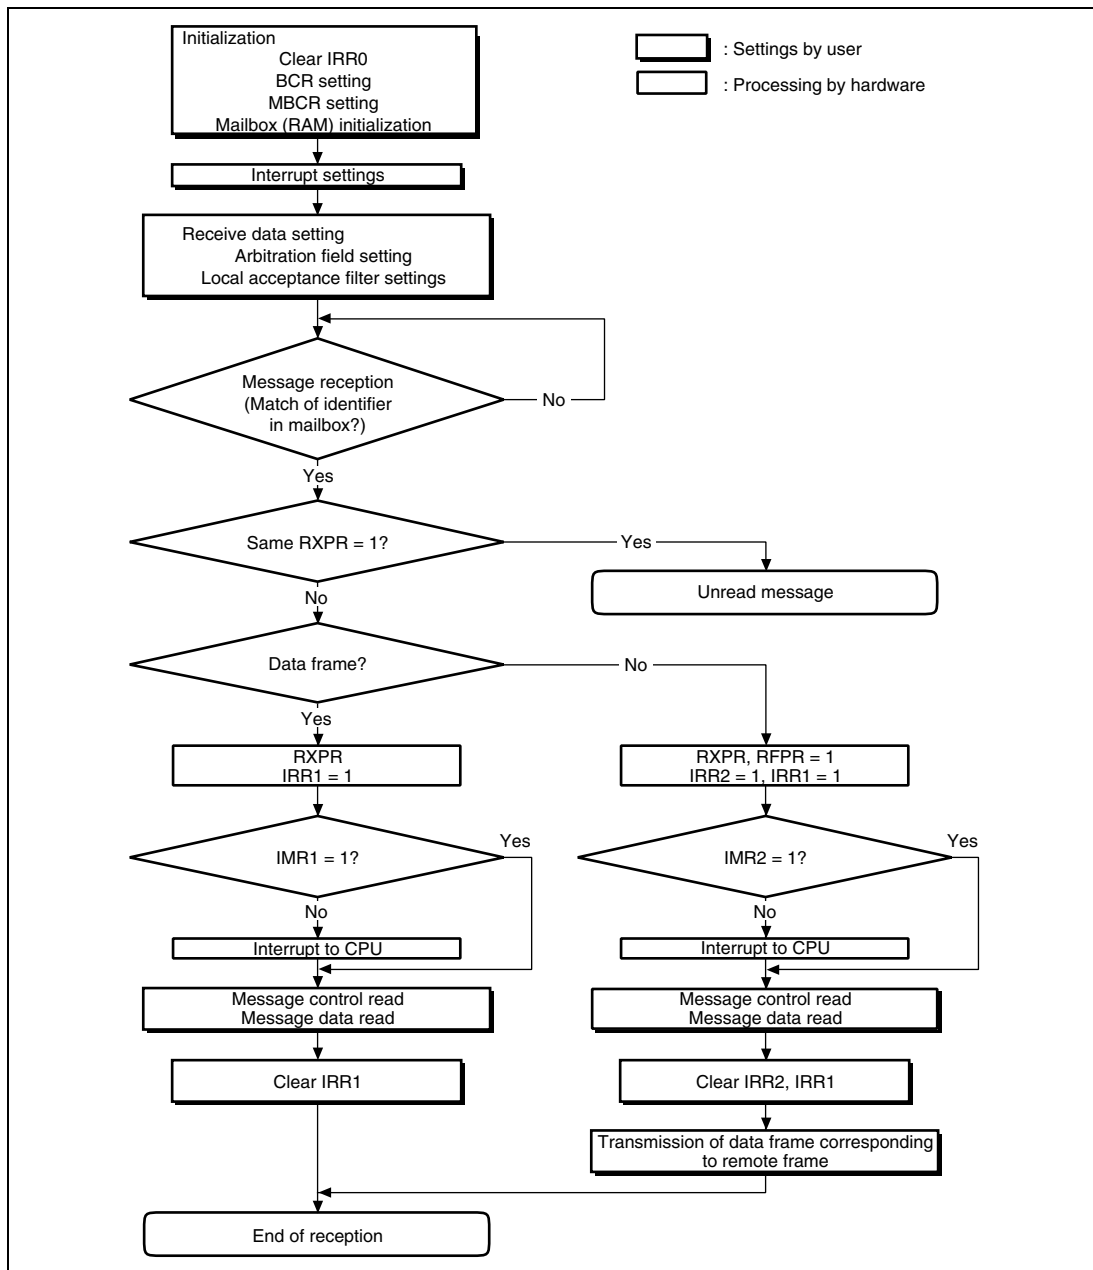 Initialization
Clear IRR0
BCR setting
MBCR setting
Mailbox (RAM) initialization
: Settings by user
: Processing by hardware
Interrupt settings
Receive data setting
Arbitration field setting
Local acceptance filter settings
Message reception
(Match of identifier
in mailbox?)
No
Yes
Same RXPR = 1?
Yes
Unread message
No
Data frame?
No
Yes
RXPR
IRR1 = 1
RXPR, RFPR = 1
IRR2 = 1, IRR1 = 1
IMR1 = 1?
Yes
IMR2 = 1?
Yes
No
No
Interrupt to CPU
Interrupt to CPU
Message control read
Message data read
Message control read
Message data read
Clear IRR1
Clear IRR2, IRR1
Transmission of data frame corresponding
to remote frame
End of reception